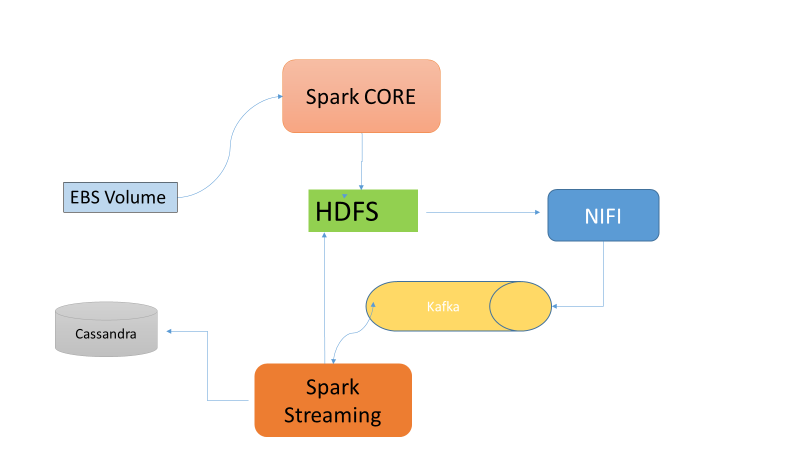 Spark CORE
EBS Volume
HDFS
NIFI
Kafka
Cassandra
Spark
Streaming